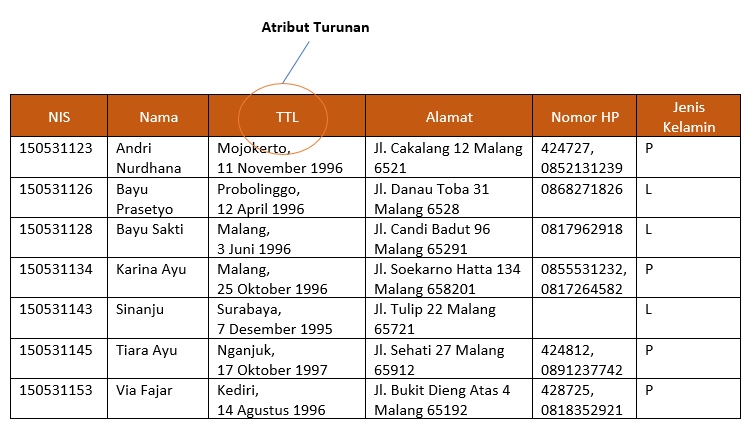 Atribut Turunan
NIS Nama TTL Alamat Nomor HP Jenis Kelamin
150531123 Andri Nurdhana Mojokerto, 11 November 1996 Jl. Cakalang 12 Malang 6521 424727, 0852131239 P
150531126 Bayu Prasetyo Probolinggo, 12 April 1996 Jl. Danau Toba 31 Malang 6528 0868271826 L
150531128 Bayu Sakti Malang, 3 Juni 1996 Jl. Candi Badut 96 Malang 65291 0817962918 L
150531134 Karina Ayu Malang, 25 Oktober 1996 Jl. Soekarno Hatta 134 Malang 658201 0855531232, 0817264582 P
150531143 Sinanju Surabaya, 7 Desember 1995 Jl. Tulip 22 Malang 65721 L
150531145 Tiara Ayu Nganjuk, 17 Oktober 1997 Jl. Sehati 27 Malang 65912 424812, 0891237742 P
150531153 Via Fajar Kediri, 14 Agustus 1996 Jl. Bukit Dieng Atas 4 Malang 65192 428725, 0818352921 P